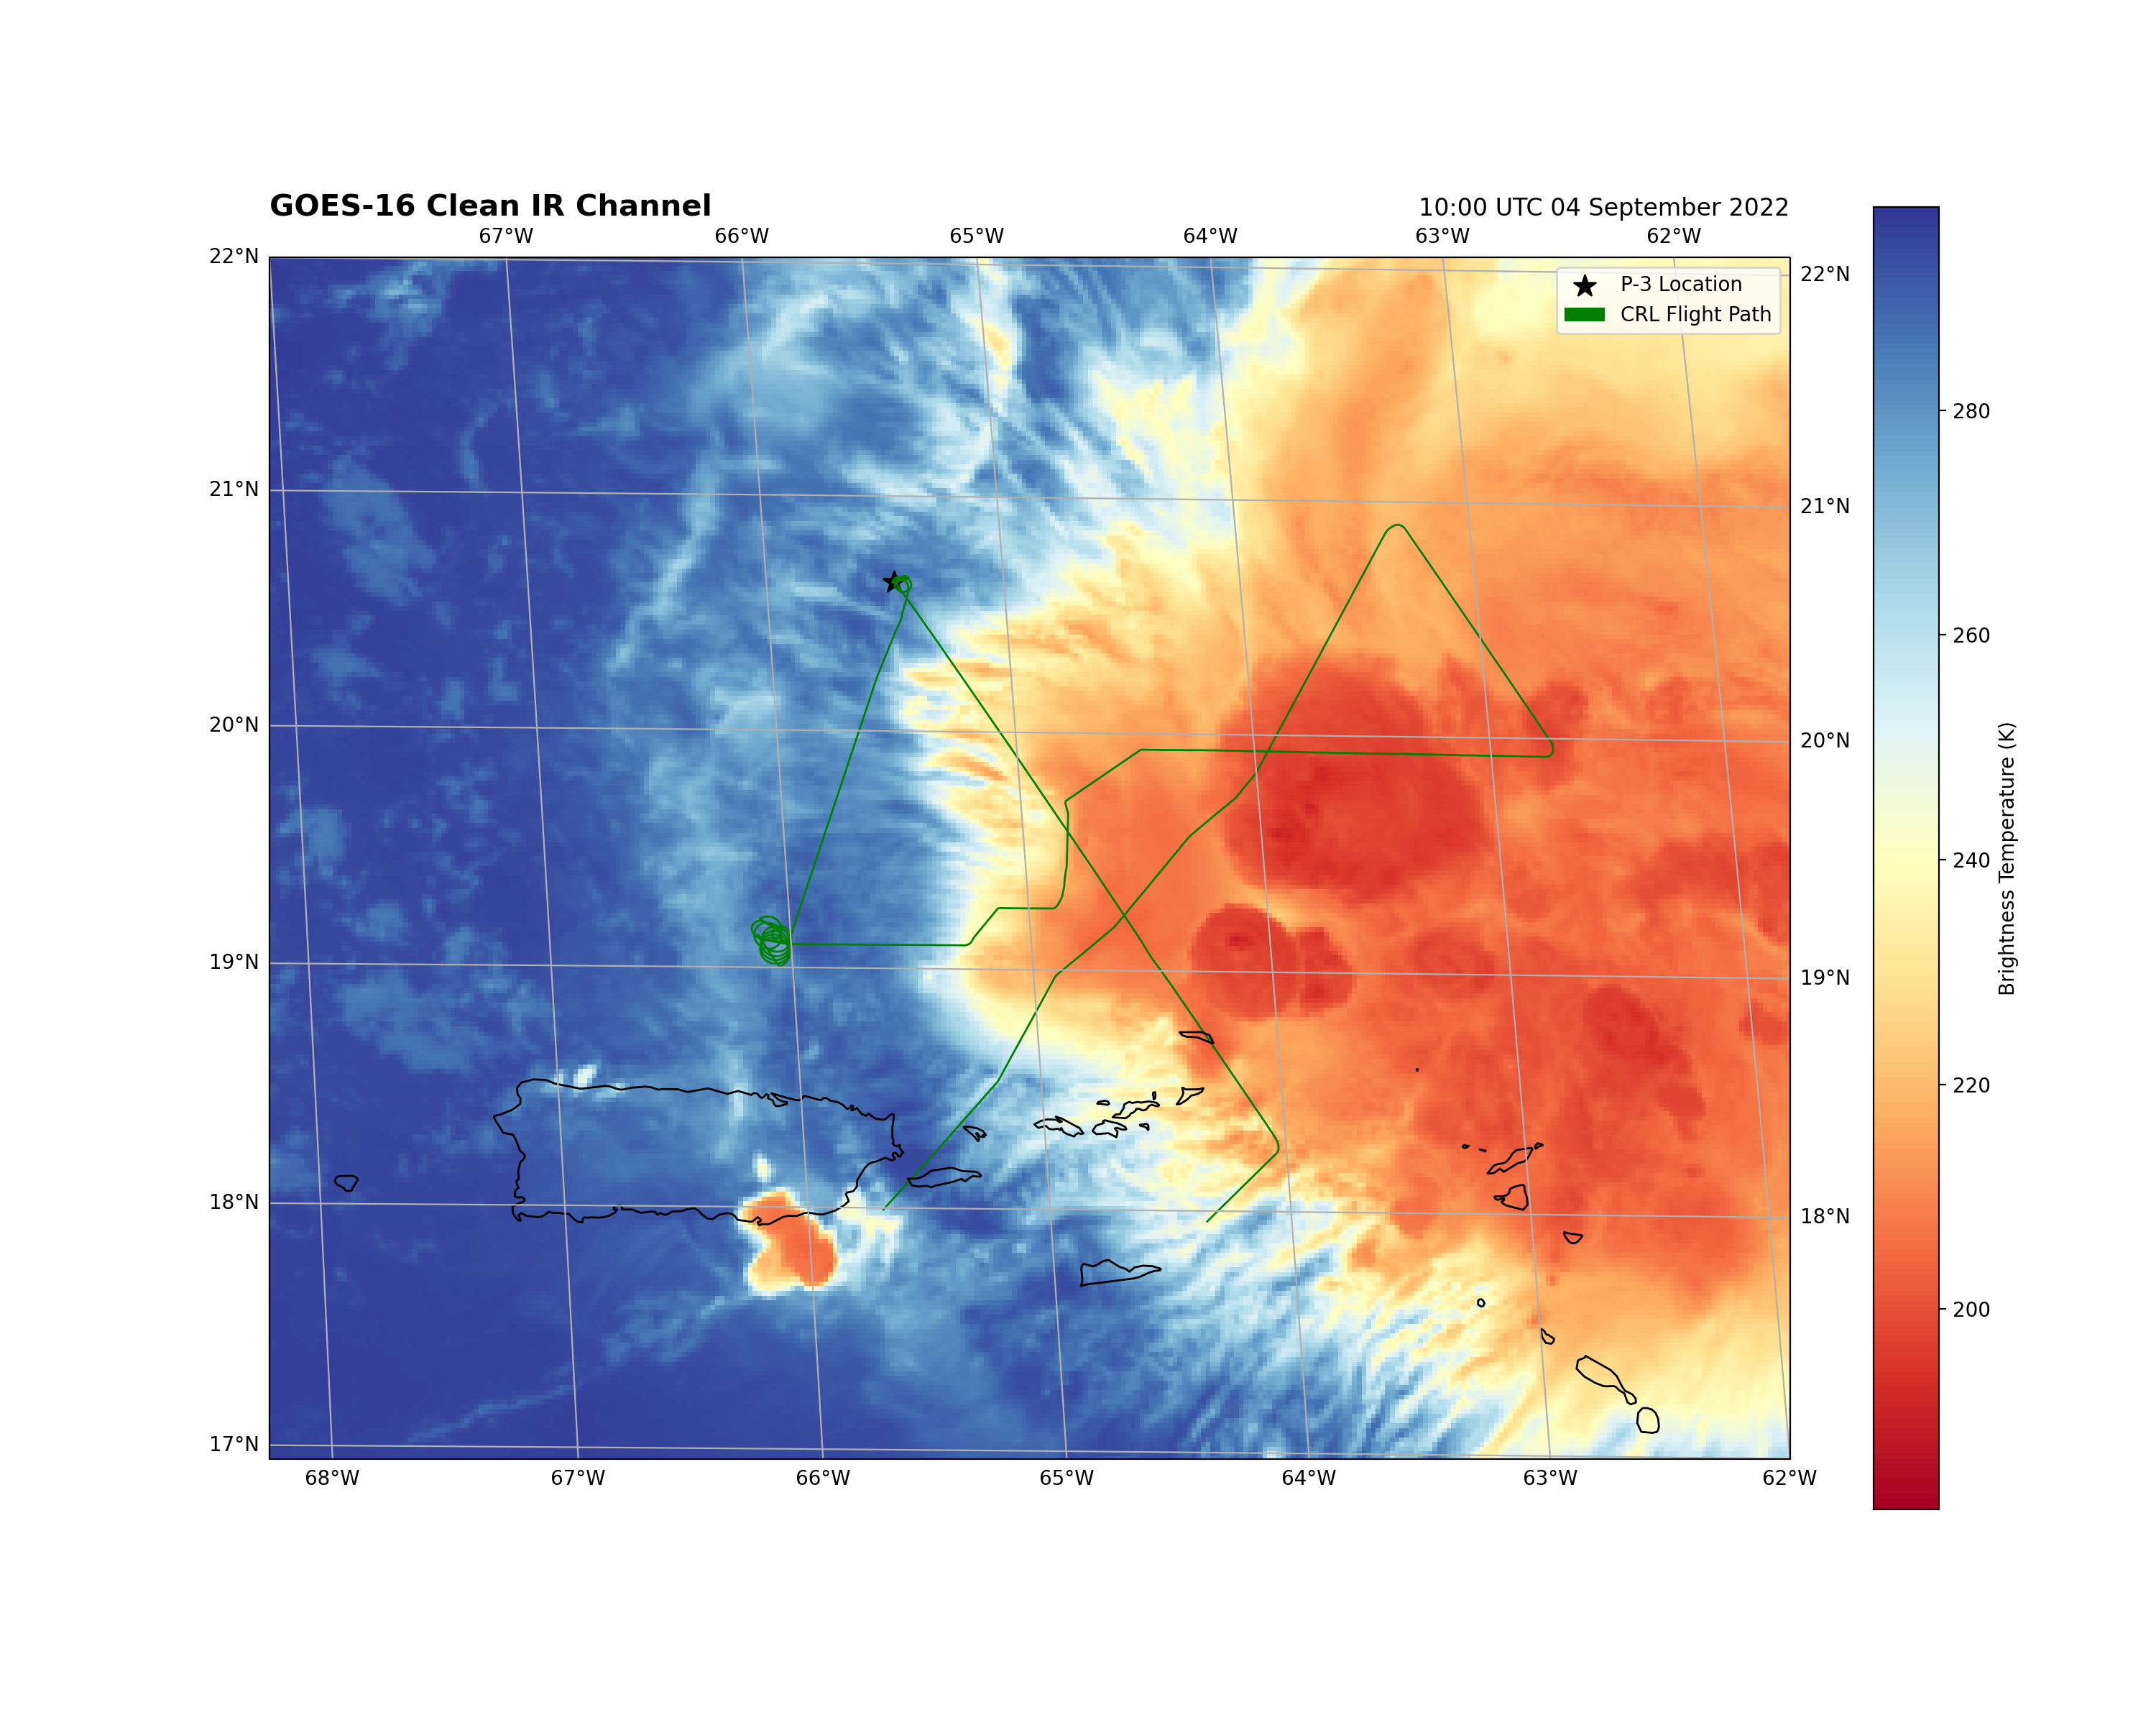 GOES-16 Clean IR Channel
10:00 UTC 04 September 2022
67°W 66°W 65°W 64°W 63°W 62°W
22°N
22°N
P-3 Location
CRL Flight Path
280
21°N
21°N
260
20°N
20°N
240
Brightness Temperature (K)
19°N
19°N
220
18°N
18°N
200
17°N
68°W 67°W 66°W 65°W 64°W 63°W 62°W